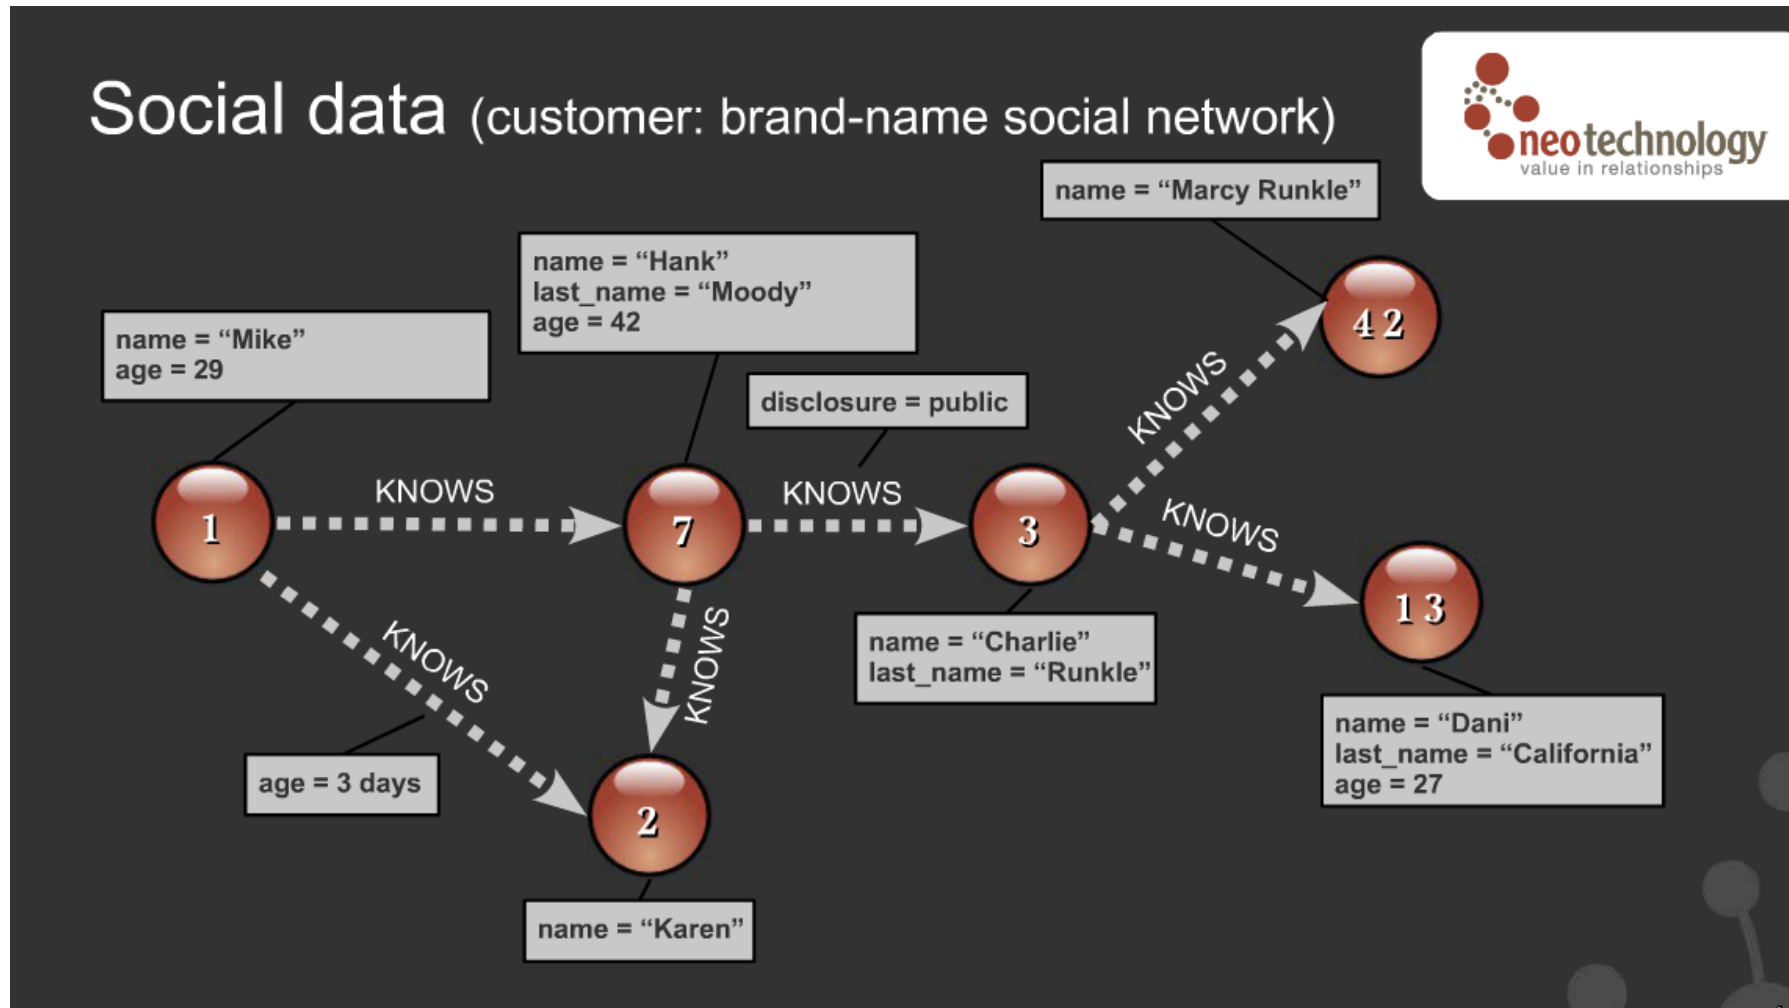 Social data (customer: brand-name social network)
neotechnology
value in relationships
name = “Marcy Runkle”
name = “Hank”
last_name = “Moody”
age = 42
name = “Mike”
age = 29
disclosure = public
42
KNOWS
KNOWS
KNOWS
KNOWS
1
7
3
13
KNOWS
KNOWS
name = “Charlie”
last_name = “Runkle”
name = “Dani”
last_name = “California”
age = 27
age = 3 days
2
name = “Karen”